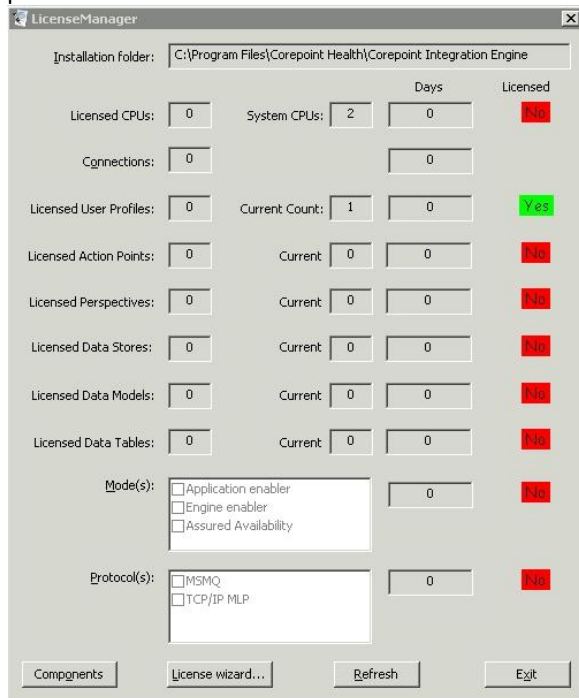 LicenseManager
Installation folder: C:\Program Files\Corepoint Health\Corepoint Integration Engine
Days Licensed
Licensed CPUs: 0 System CPUs: 2 0 No
Connections: 0 0
Licensed User Profiles: 0 Current Count: 1 0 Yes
Licensed Action Points: 0 Current 0 0 No
Licensed Perspectives: 0 Current 0 0 No
Licensed Data Stores: 0 Current 0 0 No
Licensed Data Models: 0 Current 0 0 No
Licensed Data Tables: 0 Current 0 0 No
Mode(s): Application enabler 0 No
Engine enabler
Assured Availability
Protocol(s): MSMQ 0 No
TCP/IP MLP
Components License wizard... Refresh Exit